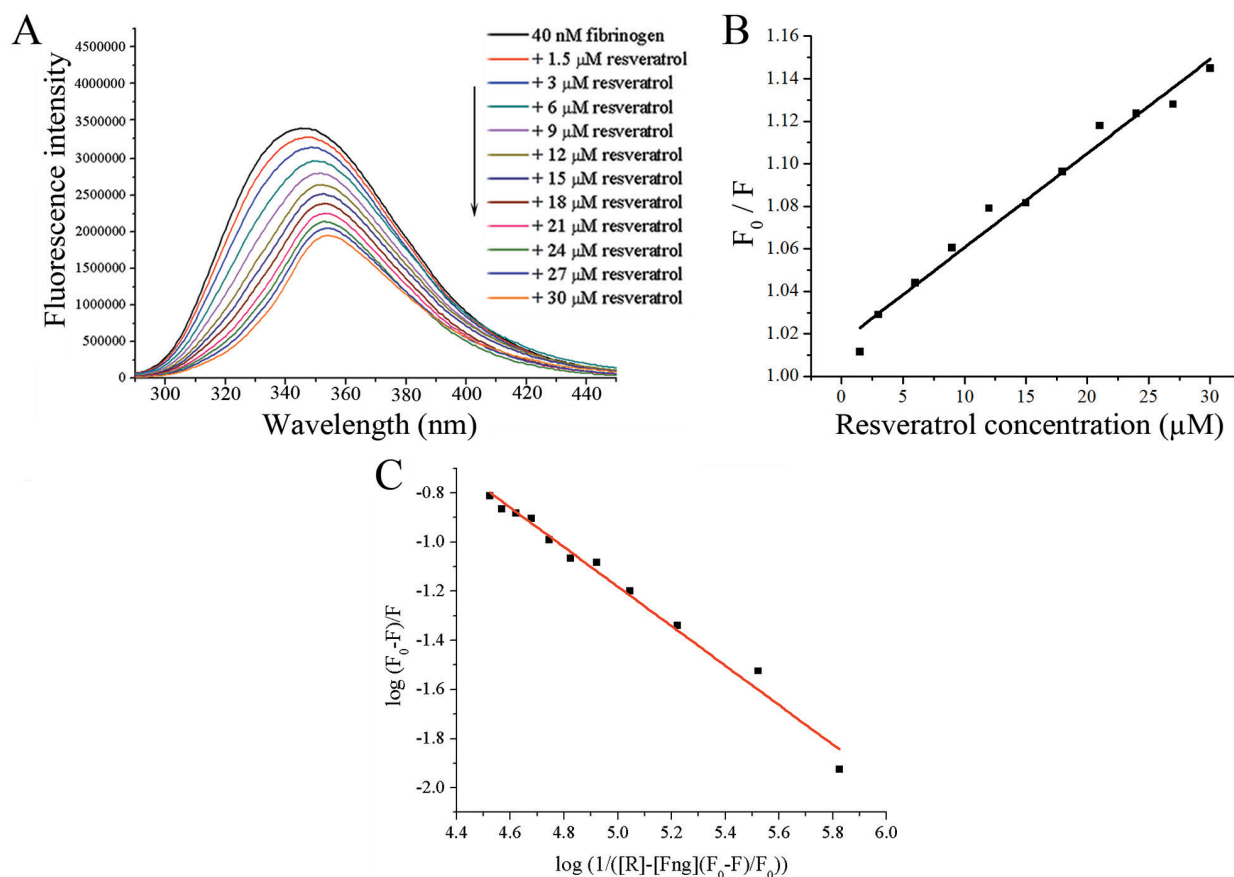 A
4500000
4000000
3500000
3000000
2500000
2000000
1500000
1000000
500000
0
Fluorescence intensity
300 320 340 360 380 400 420 440
Wavelength (nm)
40 nM fibrinogen
+ 1.5 µM resveratrol
+ 3 µM resveratrol
+ 6 µM resveratrol
+ 9 µM resveratrol
+ 12 µM resveratrol
+ 15 µM resveratrol
+ 18 µM resveratrol
+ 21 µM resveratrol
+ 24 µM resveratrol
+ 27 µM resveratrol
+ 30 µM resveratrol
B
1.16
1.14
1.12
1.10
1.08
1.06
1.04
1.02
1.00
F₀ / F
0 5 10 15 20 25 30
Resveratrol concentration (µM)
C
-0.8
-1.0
-1.2
-1.4
-1.6
-1.8
-2.0
log (F₀-F)/F
4.4 4.6 4.8 5.0 5.2 5.4 5.6 5.8 6.0
log (1/([R]-[Fng](F₀-F)/F₀))